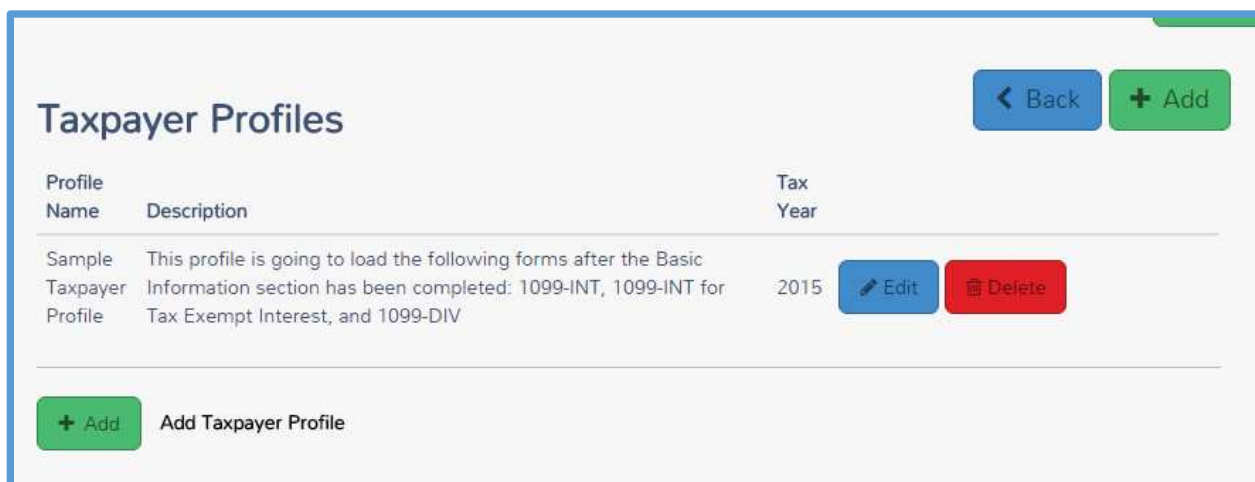 Back
Add
Taxpayer Profiles
Profile
Name
Description
Tax
Year
Sample
Taxpayer
Profile
This profile is going to load the following forms after the Basic
Information section has been completed: 1099-INT, 1099-INT for
Tax Exempt Interest, and 1099-DIV
2015
Edit
Delete
Add
Add Taxpayer Profile